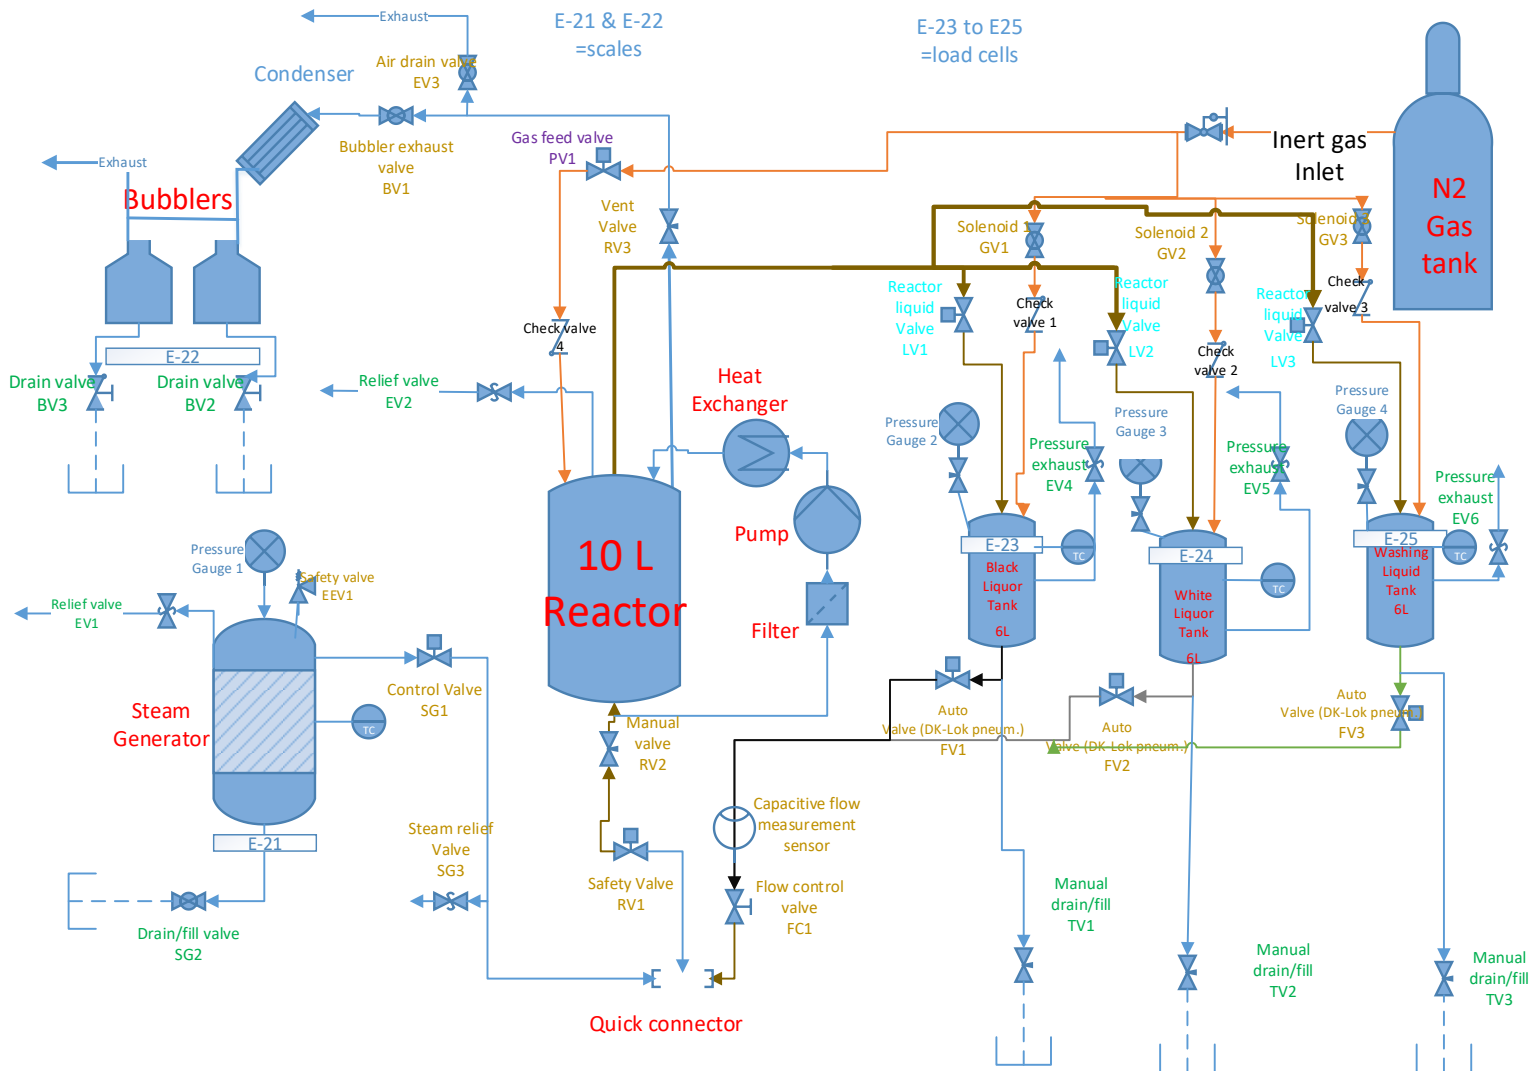 Exhaust
E-21 & E-22
=scales
E-23 to E25
=load cells
Air drain valve
EV3
Condenser
Bubbler exhaust
valve
BV1
Gas feed valve
PV1
Inert gas
Inlet
N2
Gas
tank
Exhaust
Bubblers
Vent
Valve
RV3
Solenoid 1
GV1
Solenoid 2
GV2
Solenoid 3
GV3
Reactor
liquid
Valve
LV1
Check
valve 1
Reactor
liquid
Valve
LV2
Check
valve 2
Reactor
liquid
Valve
LV3
Check
valve 3
Check valve
4
E-22
Drain valve
BV3
Drain valve
BV2
Relief valve
EV2
Heat
Exchanger
Pressure
Gauge 2
Pressure
exhaust
EV4
Pressure
Gauge 3
Pressure
exhaust
EV5
Pressure
Gauge 4
Pressure
exhaust
EV6
10 L
Reactor
Pump
Filter
E-23
Black
Liquor
Tank
6L
TC
E-24
White
Liquor
Tank
6L
TC
E-25
Washing
Liquid
Tank
6L
TC
Pressure
Gauge 1
Safety valve
EEV1
Relief valve
EV1
Steam
Generator
TC
Control Valve
SG1
Manual
valve
RV2
Auto
Valve (DK-Lok pneum.)
FV1
Auto
Valve (DK-Lok pneum.)
FV2
Auto
Valve (DK-Lok pneum.)
FV3
E-21
Steam relief
Valve
SG3
Capacitive flow
measurement
sensor
Safety Valve
RV1
Flow control
valve
FC1
Drain/fill valve
SG2
Manual
drain/fill
TV1
Manual
drain/fill
TV2
Manual
drain/fill
TV3
Quick connector